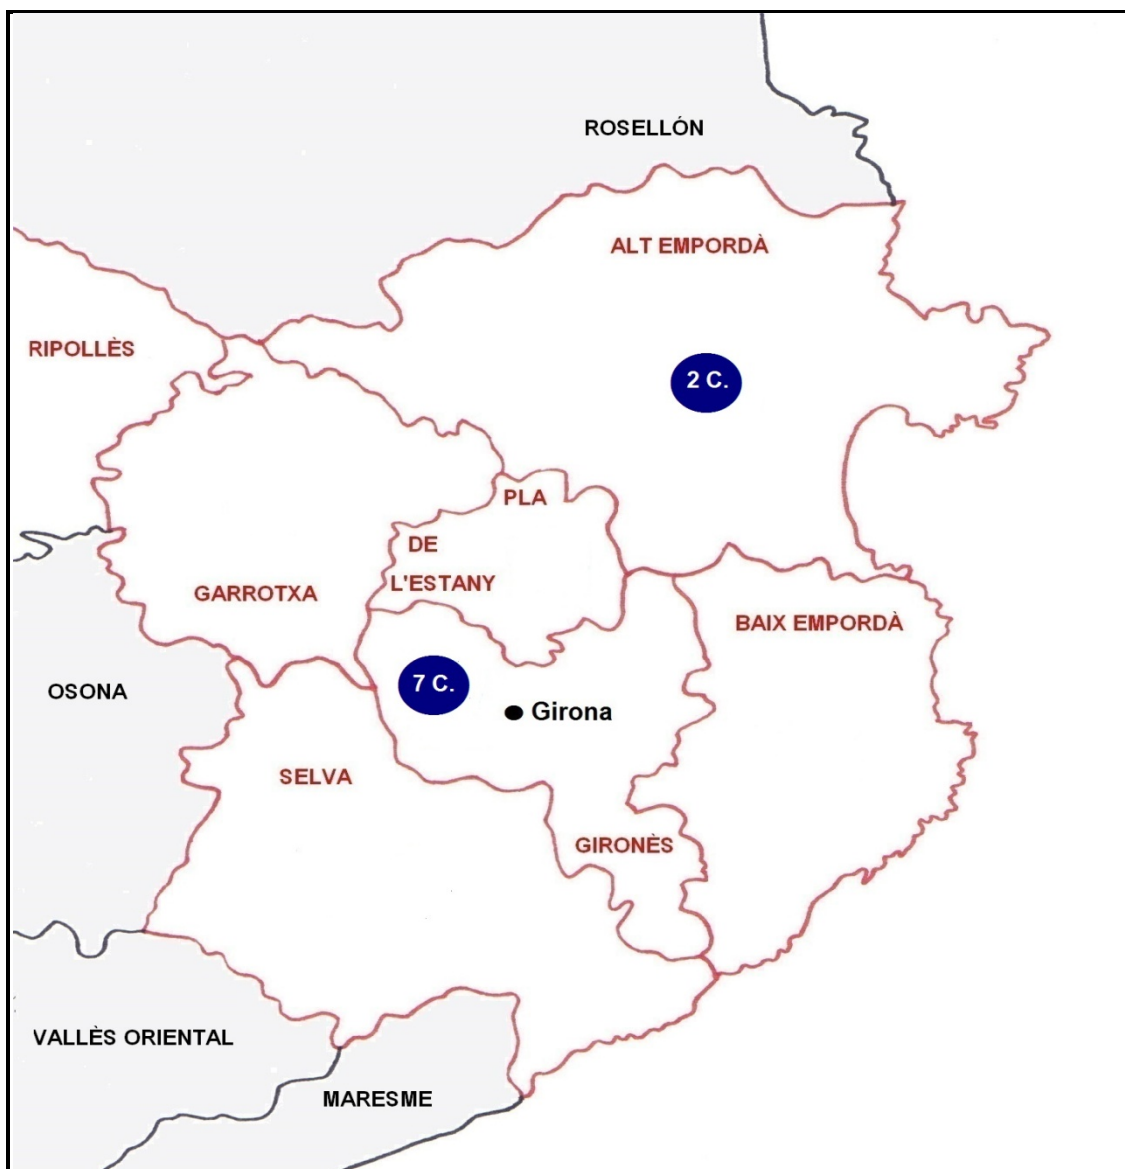 ROSELLÓN
ALT EMPORDÀ
RIPOLLÈS
2 C.
PLA
DE
L'ESTANY
GARROTXA
BAIX EMPORDÀ
OSONA
7 C.
Girona
SELVA
GIRONÈS
VALLÈS ORIENTAL
MARESME